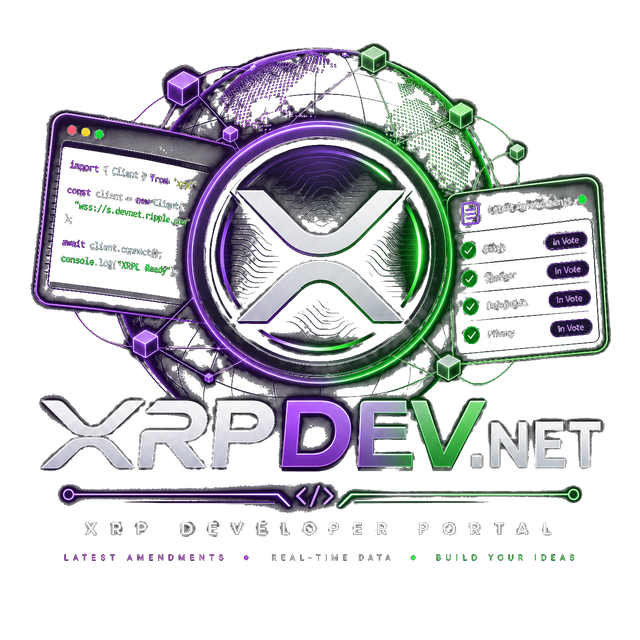 import { Client } from
const client = new Client(
"wss://s.devnet.ripple
);
await client.connect();
console.log("XRPL Ready")
In Vote
In Vote
In Vote
Privacy In Vote
XRPDEV.NET
</>
XRP DEVELOPER PORTAL
LATEST AMENDMENTS • REAL-TIME DATA • BUILD YOUR IDEAS